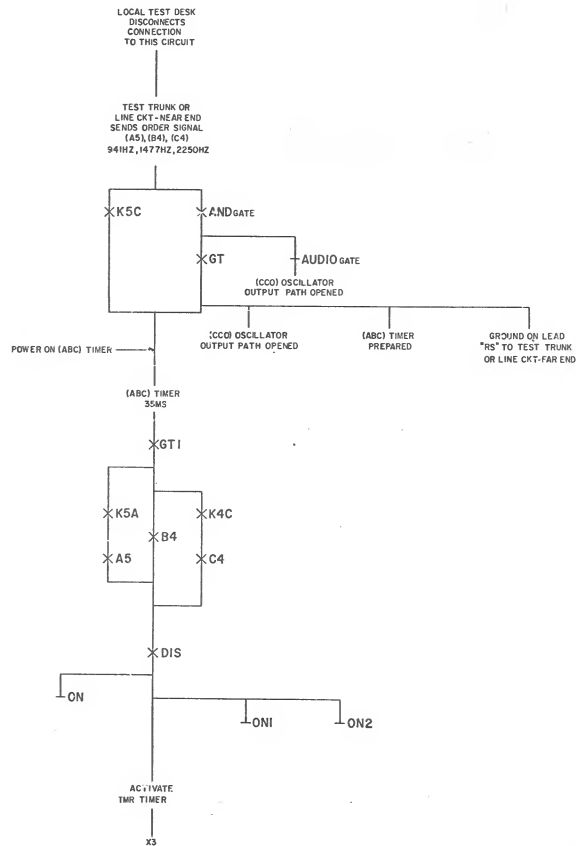 LOCAL TEST DESK
DISCONNECTS
CONNECTION
TO THIS CIRCUIT
TEST TRUNK OR
LINE CKT-NEAR END
SENDS ORDER SIGNAL
(A5), (B4), (C4)
941HZ, 1477HZ, 2250HZ
K5C
AND GATE
GT
AUDIO GATE
(CCO) OSCILLATOR
OUTPUT PATH OPENED
POWER ON (ABC) TIMER
(CCO) OSCILLATOR
OUTPUT PATH OPENED
(ABC) TIMER
PREPARED
GROUND ON LEAD
"RS" TO TEST TRUNK
OR LINE CKT-FAR END
(ABC) TIMER
35MS
GT1
K5A
K4C
B4
A5
C4
DIS
ON
ON1
ON2
ACTIVATE
TMR TIMER
X3